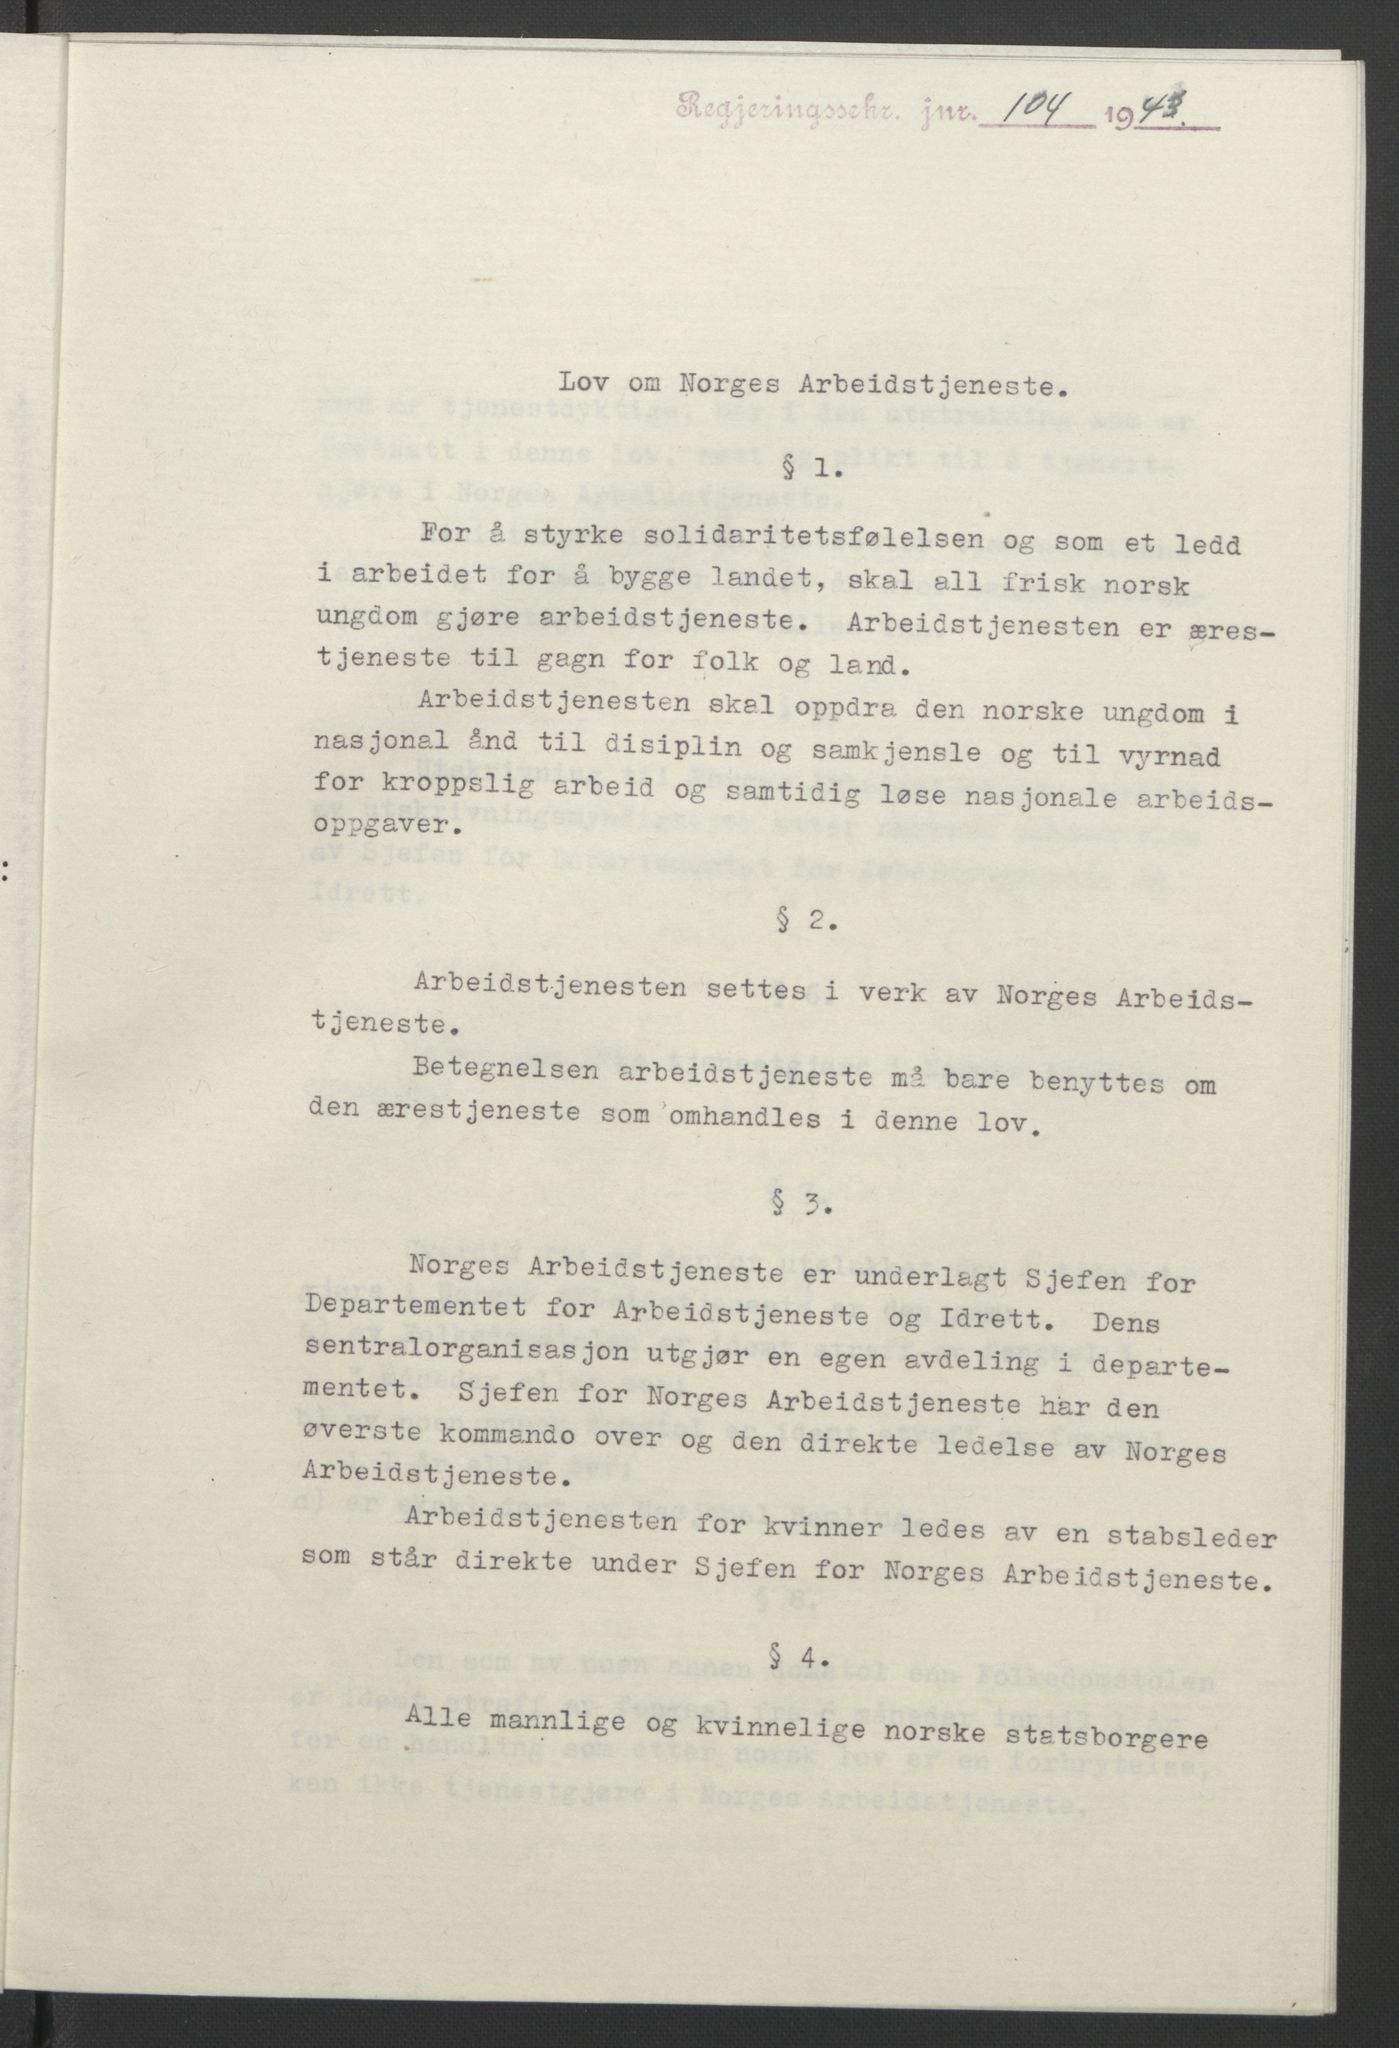 Regjeringssekr. jnr. 104 1943.
Lov om Norges Arbeidstjeneste.
§ 1.
For å styrke solidaritetsfølelsen og som et ledd
i arbeidet for å bygge landet, skal all frisk norsk
ungdom gjøre arbeidstjeneste. Arbeidstjenesten er æres-
tjeneste til gagn for folk og land.
Arbeidstjenesten skal oppdra den norske ungdom i
nasjonal ånd til disiplin og samkjensle og til vyrnad
for kroppslig arbeid og samtidig løse nasjonale arbeids-
oppgaver.
§ 2.
Arbeidstjenesten settes i verk av Norges Arbeids-
tjeneste.
Betegnelsen arbeidstjeneste må bare benyttes om
den ærestjeneste som omhandles i denne lov.
§ 3.
Norges Arbeidstjeneste er underlagt Sjefen for
Departementet for Arbeidstjeneste og Idrett. Dens
sentralorganisasjon utgjør en egen avdeling i departe-
mentet. Sjefen for Norges Arbeidstjeneste har den
øverste kommando over og den direkte ledelse av Norges
Arbeidstjeneste.
Arbeidstjenesten for kvinner ledes av en stabsleder
som står direkte under Sjefen for Norges Arbeidstjeneste.
§ 4.
Alle mannlige og kvinnelige norske statsborgere